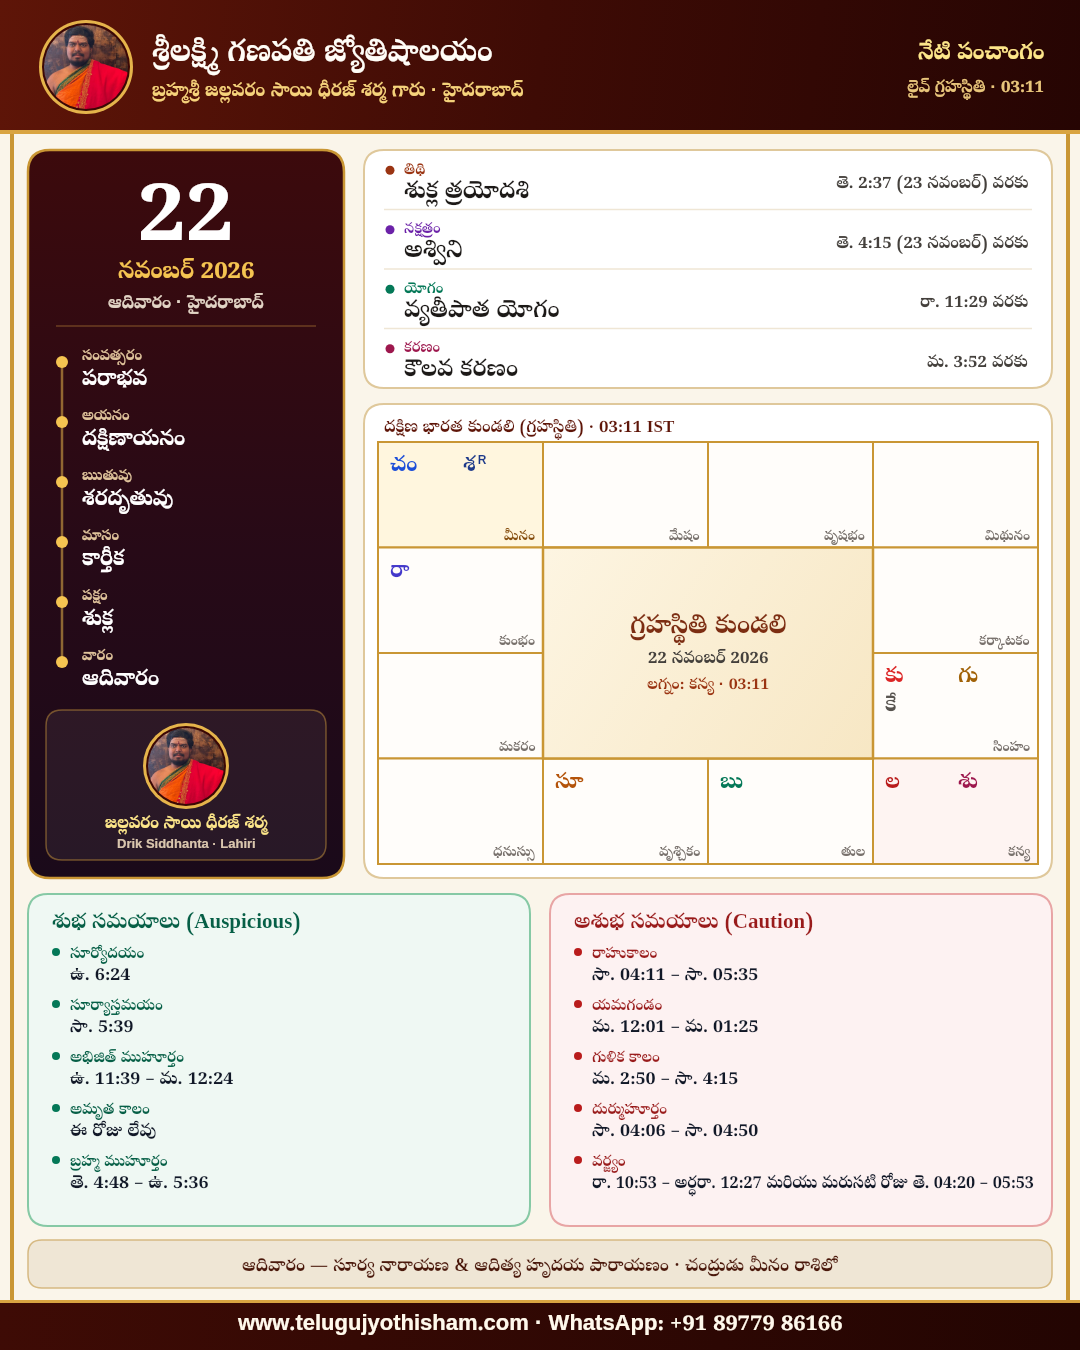 శ్రీలక్ష్మి గణపతి జ్యోతిషాలయం
బ్రహ్మశ్రీ జల్లవరం సాయి ధీరజ్ శర్మ గారు · హైదరాబాద్
నేటి పంచాంగం
లైవ్ గ్రహస్థితి · 03:11
22
నవంబర్ 2026
ఆదివారం · హైదరాబాద్
సంవత్సరం
పరాభవ
అయనం
దక్షిణాయనం
ఋతువు
శరదృతువు
మాసం
కార్తీక
పక్షం
శుక్ల
వారం
ఆదివారం
జల్లవరం సాయి ధీరజ్ శర్మ
Drik Siddhanta · Lahiri
తిథి
శుక్ల త్రయోదశి
తె. 2:37 (23 నవంబర్) వరకు
నక్షత్రం
అశ్విని
తె. 4:15 (23 నవంబర్) వరకు
యోగం
వ్యతీపాత యోగం
రా. 11:29 వరకు
కరణం
కౌలవ కరణం
మ. 3:52 వరకు
దక్షిణ భారత కుండలి (గ్రహస్థితి) · 03:11 IST
చం శᴿ
మీనం
మేషం
వృషభం
మిథునం
రా
కుంభం
గ్రహస్థితి కుండలి
22 నవంబర్ 2026
లగ్నం: కన్య · 03:11
కర్కాటకం
మకరం
కు గు
కే
సింహం
ధనుస్సు
సూ
వృశ్చికం
బు
తుల
ల శు
కన్య
శుభ సమయాలు (Auspicious)
సూర్యోదయం
ఉ. 6:24
సూర్యాస్తమయం
సా. 5:39
అభిజిత్ ముహూర్తం
ఉ. 11:39 – మ. 12:24
అమృత కాలం
ఈ రోజు లేవు
బ్రహ్మ ముహూర్తం
తె. 4:48 – ఉ. 5:36
అశుభ సమయాలు (Caution)
రాహుకాలం
సా. 04:11 – సా. 05:35
యమగండం
మ. 12:01 – మ. 01:25
గుళిక కాలం
మ. 2:50 – సా. 4:15
దుర్ముహూర్తం
సా. 04:06 – సా. 04:50
వర్జ్యం
రా. 10:53 – అర్ధరా. 12:27 మరియు మరుసటి రోజు తె. 04:20 – 05:53
ఆదివారం — సూర్య నారాయణ & ఆదిత్య హృదయ పారాయణం · చంద్రుడు మీనం రాశిలో
www.telugujyothisham.com · WhatsApp: +91 89779 86166